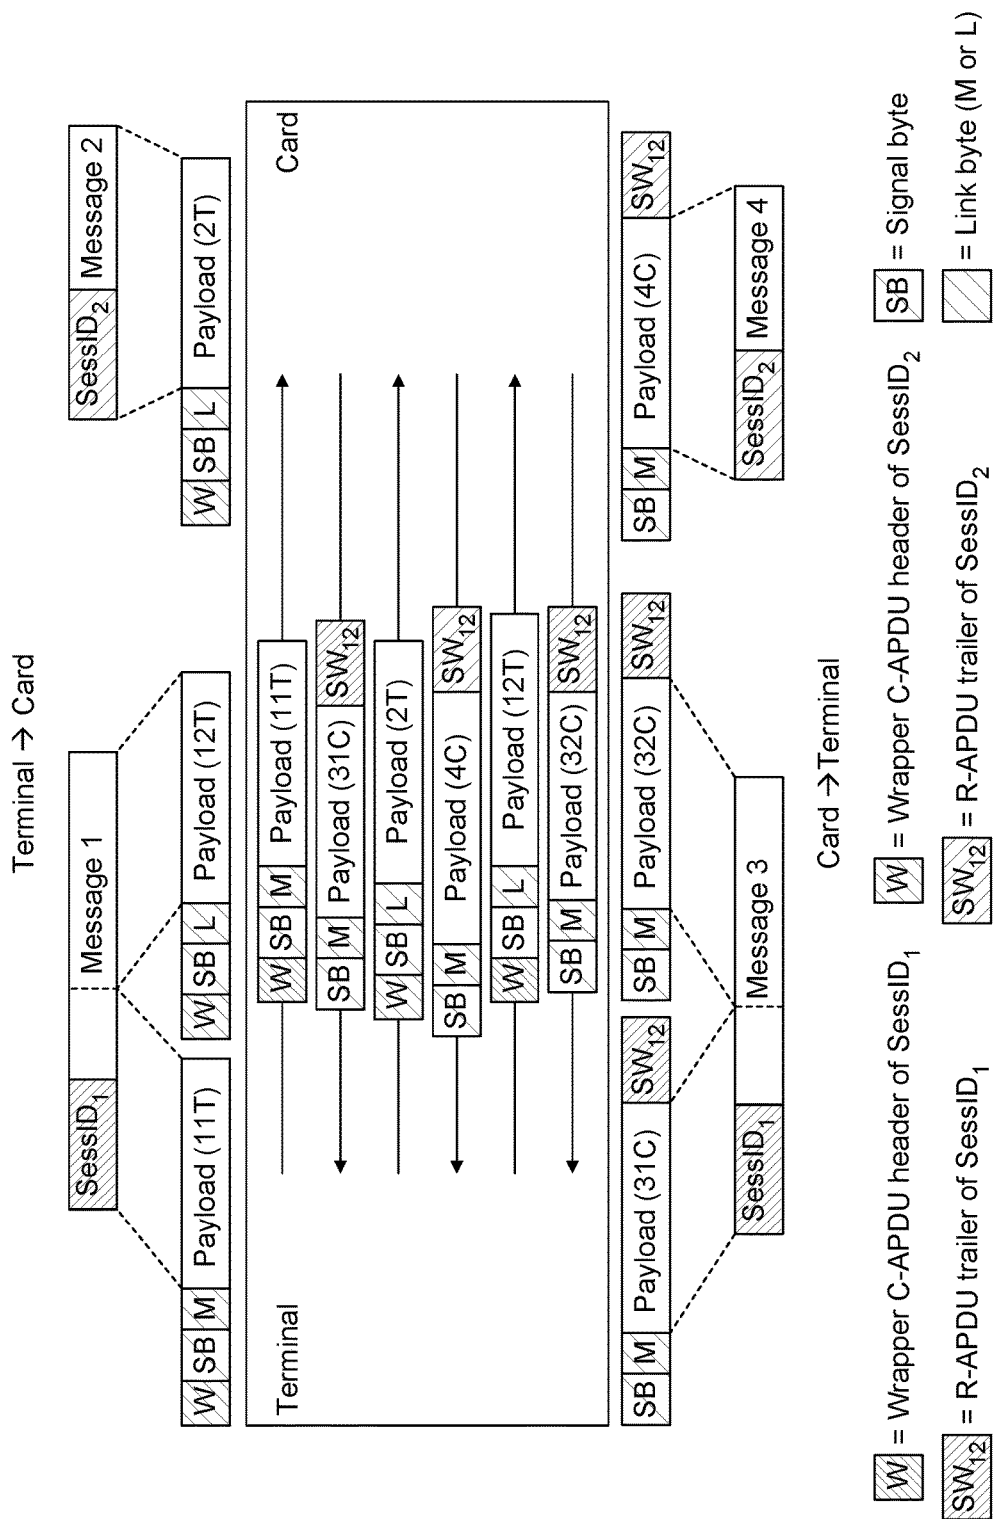 Terminal → Card
SessID1 Message 1
SessID2 Message 2
W SB M Payload (11T)
W SB L Payload (12T)
W SB L Payload (2T)
Terminal
Card
W SB M Payload (11T)
SB M Payload (31C) SW12
W SB L Payload (2T)
SB M Payload (4C) SW12
W SB L Payload (12T)
SB M Payload (32C) SW12
SB M Payload (31C) SW12
SB M Payload (32C) SW12
SB M Payload (4C) SW12
SessID1 Message 3
SessID2 Message 4
Card → Terminal
W = Wrapper C-APDU header of SessID1
W = Wrapper C-APDU header of SessID2
SB = Signal byte
SW12 = R-APDU trailer of SessID1
SW12 = R-APDU trailer of SessID2
= Link byte (M or L)